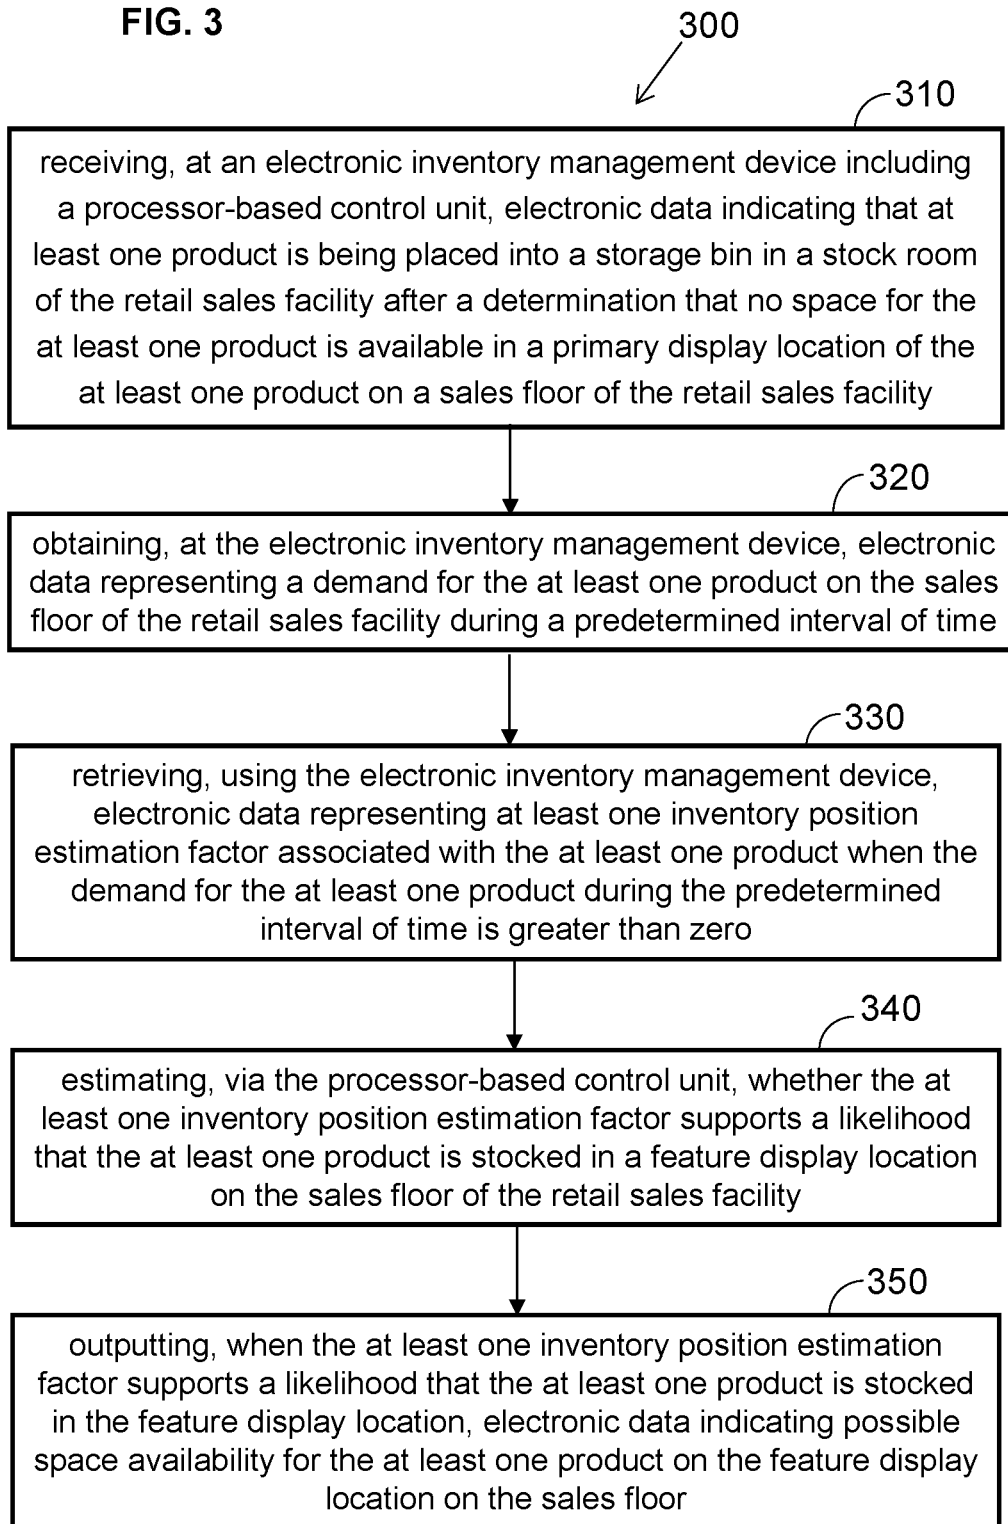 FIG. 3
300
310
receiving, at an electronic inventory management device including
a processor-based control unit, electronic data indicating that at
least one product is being placed into a storage bin in a stock room
of the retail sales facility after a determination that no space for the
at least one product is available in a primary display location of the
at least one product on a sales floor of the retail sales facility
320
obtaining, at the electronic inventory management device, electronic
data representing a demand for the at least one product on the sales
floor of the retail sales facility during a predetermined interval of time
330
retrieving, using the electronic inventory management device,
electronic data representing at least one inventory position
estimation factor associated with the at least one product when the
demand for the at least one product during the predetermined
interval of time is greater than zero
340
estimating, via the processor-based control unit, whether the at
least one inventory position estimation factor supports a likelihood
that the at least one product is stocked in a feature display location
on the sales floor of the retail sales facility
350
outputting, when the at least one inventory position estimation
factor supports a likelihood that the at least one product is stocked
in the feature display location, electronic data indicating possible
space availability for the at least one product on the feature display
location on the sales floor